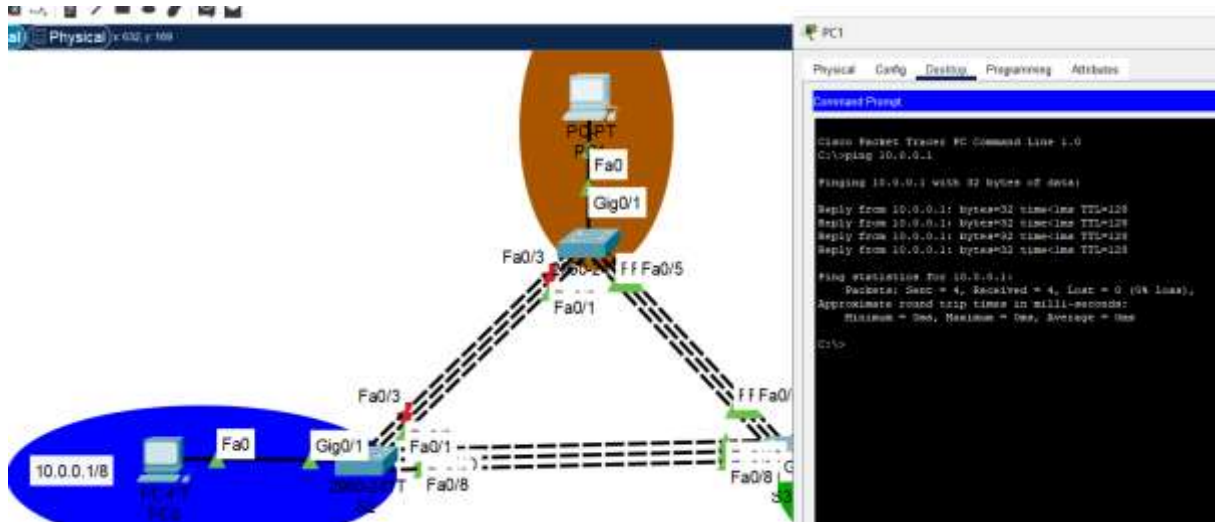 Physical x: 632, y: 169
PC1
Physical Config Desktop Programming Attributes
Command Prompt
Cisco Packet Tracer PC Command Line 1.0
C:\>ping 10.0.0.1
Pinging 10.0.0.1 with 32 bytes of data:
Reply from 10.0.0.1: bytes=32 time<1ms TTL=128
Reply from 10.0.0.1: bytes=32 time<1ms TTL=128
Reply from 10.0.0.1: bytes=32 time<1ms TTL=128
Reply from 10.0.0.1: bytes=32 time<1ms TTL=128
Ping statistics for 10.0.0.1:
Packets: Sent = 4, Received = 4, Lost = 0 (0% loss),
Approximate round trip times in milli-seconds:
Minimum = 0ms, Maximum = 0ms, Average = 0ms
C:\>
PC-PT
Fa0
Gig0/1
Fa0/3
Fa0/5
Fa0/1
Fa0/3
Fa0/
Fa0
Gig0/1
Fa0/1
10.0.0.1/8
Fa0/8
Fa0/8